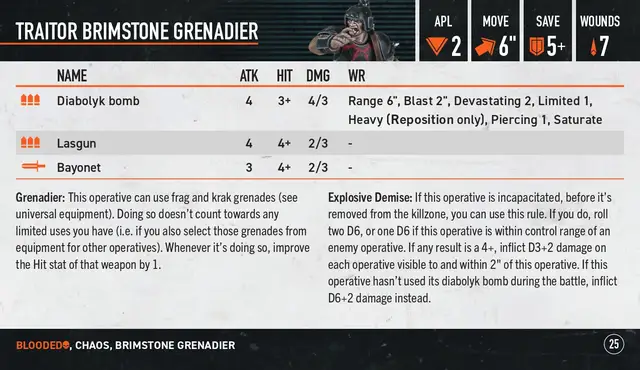 TRAITOR BRIMSTONE GRENADIER
APL 2
MOVE 6"
SAVE 5+
WOUNDS 7
NAME ATK HIT DMG WR
Diabolyk bomb 4 3+ 4/3 Range 6", Blast 2", Devastating 2, Limited 1,
Heavy (Reposition only), Piercing 1, Saturate
Lasgun 4 4+ 2/3 -
Bayonet 3 4+ 2/3 -
Grenadier: This operative can use frag and krak grenades (see
universal equipment). Doing so doesn't count towards any
limited uses you have (i.e. if you also select those grenades from
equipment for other operatives). Whenever it's doing so, improve
the Hit stat of that weapon by 1.
Explosive Demise: If this operative is incapacitated, before it's
removed from the killzone, you can use this rule. If you do, roll
two D6, or one D6 if this operative is within control range of an
enemy operative. If any result is a 4+, inflict D3+2 damage on
each operative visible to and within 2" of this operative. If this
operative hasn't used its diabolyk bomb during the battle, inflict
D6+2 damage instead.
BLOODED, CHAOS, BRIMSTONE GRENADIER
25